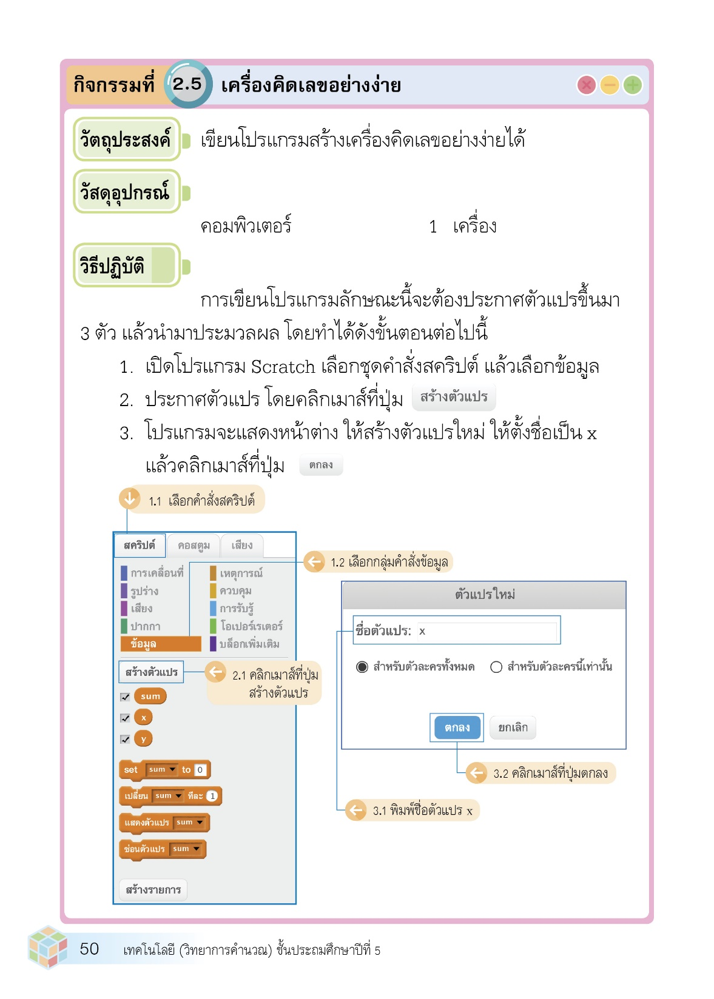 กิจกรรมที่ 2.5 เครื่องคิดเลขอย่างง่าย
วัตถุประสงค์ เขียนโปรแกรมสร้างเครื่องคิดเลขอย่างง่ายได้
วัสดุอุปกรณ์
คอมพิวเตอร์ 1 เครื่อง
วิธีปฏิบัติ
การเขียนโปรแกรมลักษณะนี้จะต้องประกาศตัวแปรขึ้นมา
3 ตัว แล้วนำมาประมวลผล โดยทำได้ดังขั้นตอนต่อไปนี้
1. เปิดโปรแกรม Scratch เลือกชุดคำสั่งสคริปต์ แล้วเลือกข้อมูล
2. ประกาศตัวแปร โดยคลิกเมาส์ที่ปุ่ม สร้างตัวแปร
3. โปรแกรมจะแสดงหน้าต่าง ให้สร้างตัวแปรใหม่ ให้ตั้งชื่อเป็น x
แล้วคลิกเมาส์ที่ปุ่ม ตกลง
1.1 เลือกคำสั่งสคริปต์
สคริปต์ คอสตูม เสียง
1.2 เลือกกลุ่มคำสั่งข้อมูล
การเคลื่อนที่ เหตุการณ์
รูปร่าง ควบคุม
เสียง การรับรู้
ปากกา โอเปอร์เรเตอร์
ข้อมูล บล็อกเพิ่มเติม
สร้างตัวแปร
2.1 คลิกเมาส์ที่ปุ่ม
สร้างตัวแปร
sum
x
y
set sum to 0
เปลี่ยน sum ทีละ 1
แสดงตัวแปร sum
ซ่อนตัวแปร sum
สร้างรายการ
ตัวแปรใหม่
ชื่อตัวแปร: x
สำหรับตัวละครทั้งหมด สำหรับตัวละครนี้เท่านั้น
ตกลง ยกเลิก
3.2 คลิกเมาส์ที่ปุ่มตกลง
3.1 พิมพ์ชื่อตัวแปร x
50 เทคโนโลยี (วิทยาการคำนวณ) ชั้นประถมศึกษาปีที่ 5